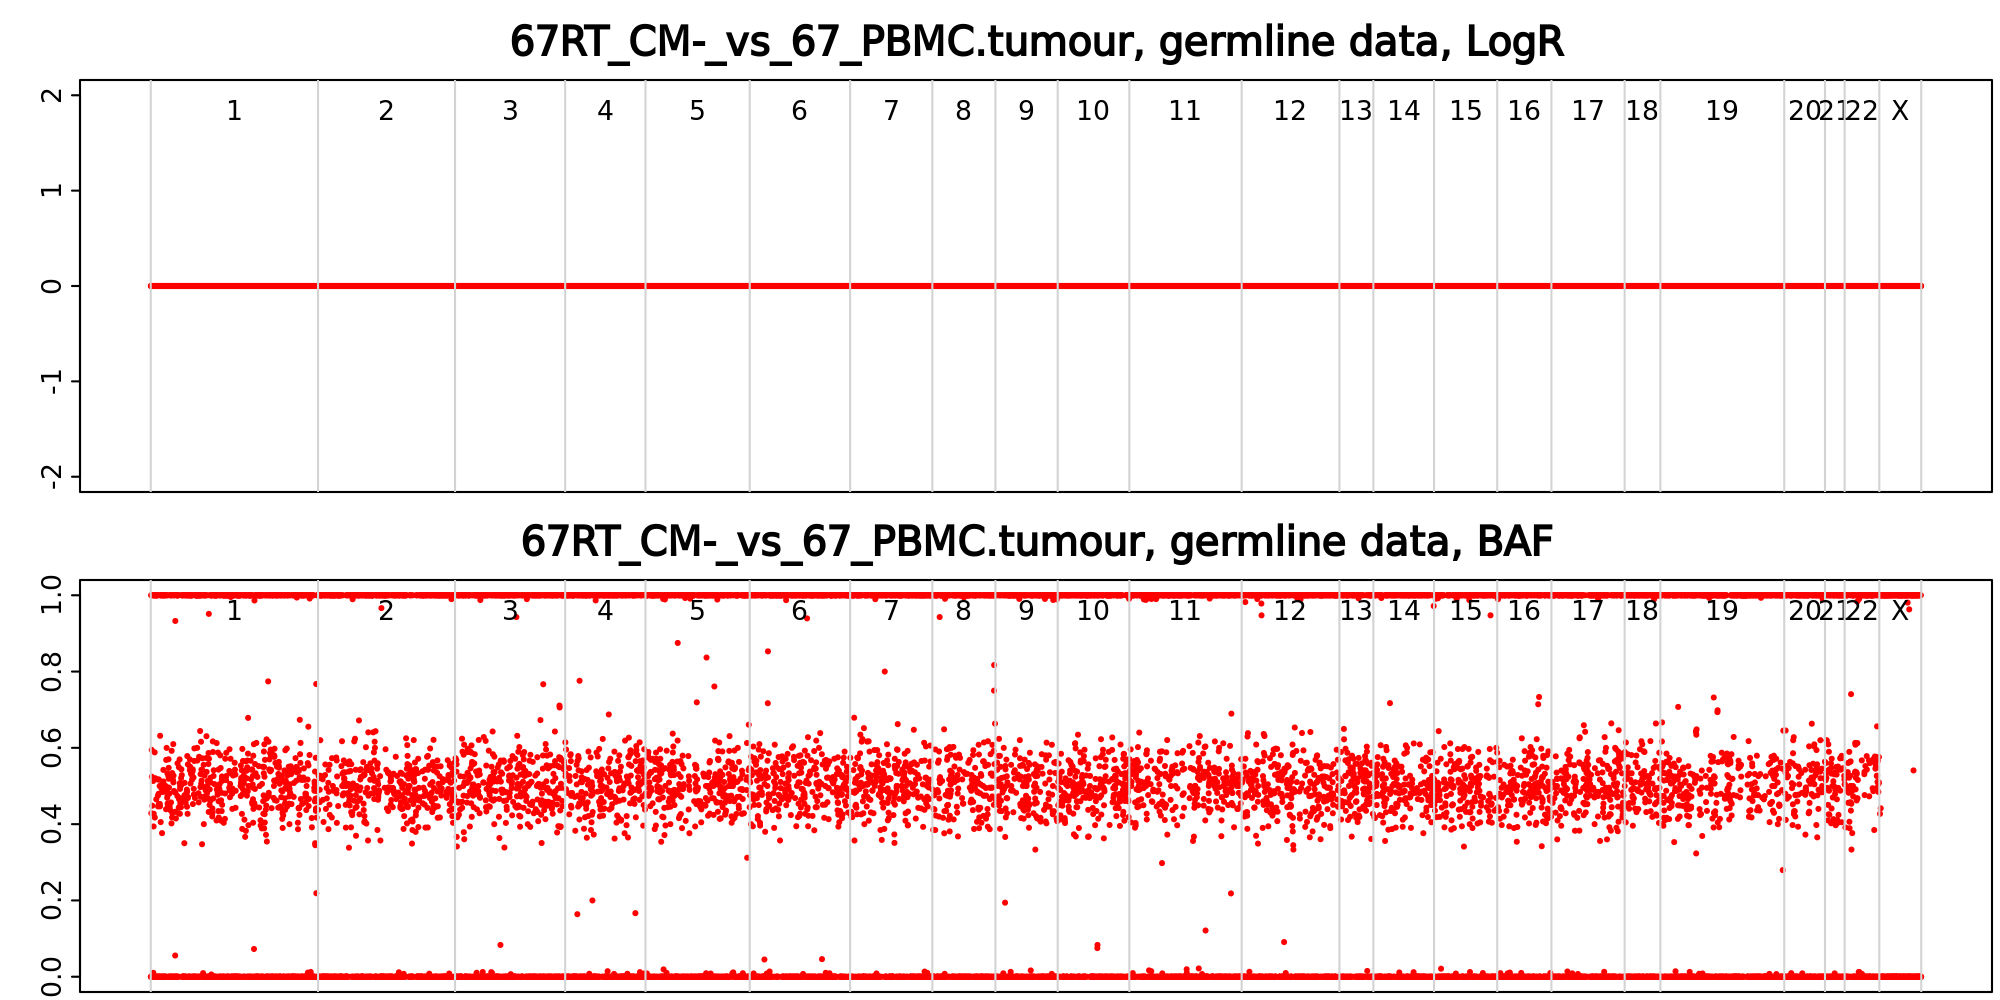 67RT_CM-_vs_67_PBMC.tumour, germline data, LogR
2
1 2 3 4 5 6 7 8 9 10 11 12 13 14 15 16 17 18 19 20 21 22 X
1
0
-1
-2
67RT_CM-_vs_67_PBMC.tumour, germline data, BAF
1.0
1 2 3 4 5 6 7 8 9 10 11 12 13 14 15 16 17 18 19 20 21 22 X
0.8
0.6
0.4
0.2
0.0